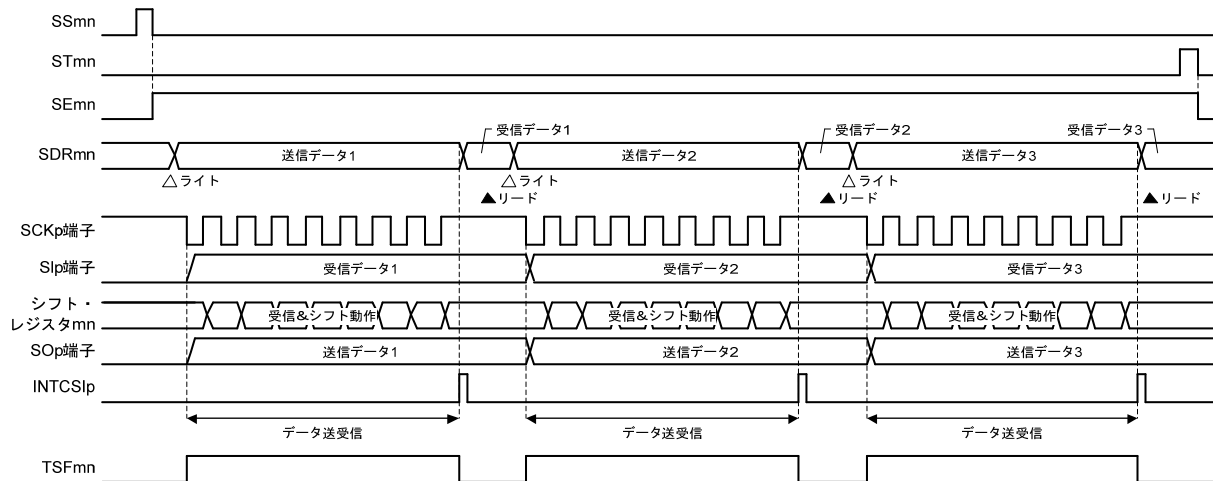 SSmn
STmn
SEmn
受信データ1
受信データ2
受信データ3
SDRmn
送信データ1
送信データ2
送信データ3
△ライト
△ライト
△ライト
▲リード
▲リード
▲リード
SCKp端子
SIp端子
受信データ1
受信データ2
受信データ3
シフト・
レジスタmn
受信&シフト動作
受信&シフト動作
受信&シフト動作
SOp端子
送信データ1
送信データ2
送信データ3
INTCSIp
データ送受信
データ送受信
データ送受信
TSFmn